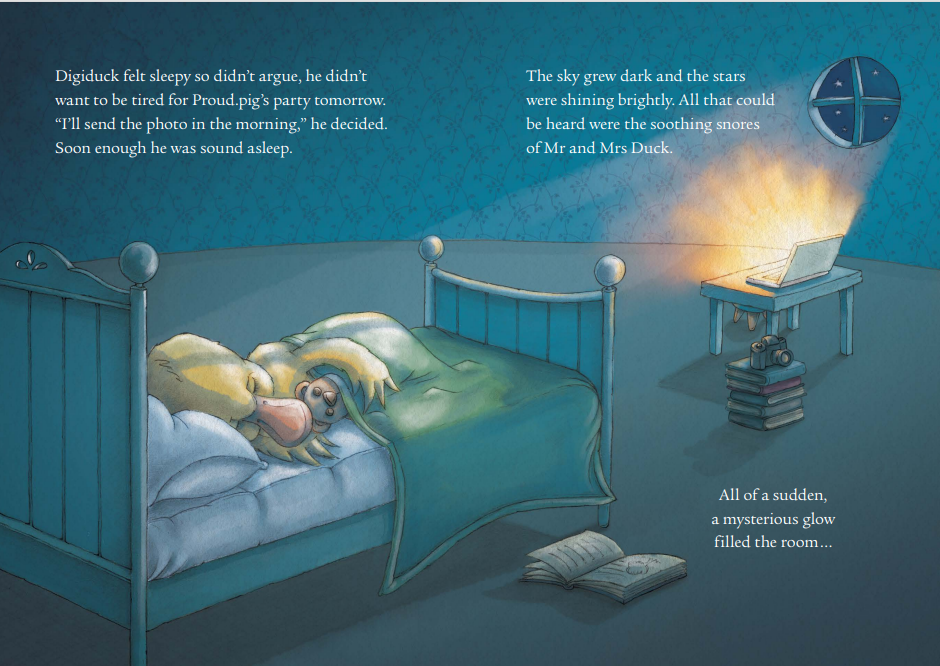 Digiduck felt sleepy so didn’t argue, he didn’t
want to be tired for Proud.pig’s party tomorrow.
“I’ll send the photo in the morning,” he decided.
Soon enough he was sound asleep.
The sky grew dark and the stars
were shining brightly. All that could
be heard were the soothing snores
of Mr and Mrs Duck.
All of a sudden,
a mysterious glow
filled the room…